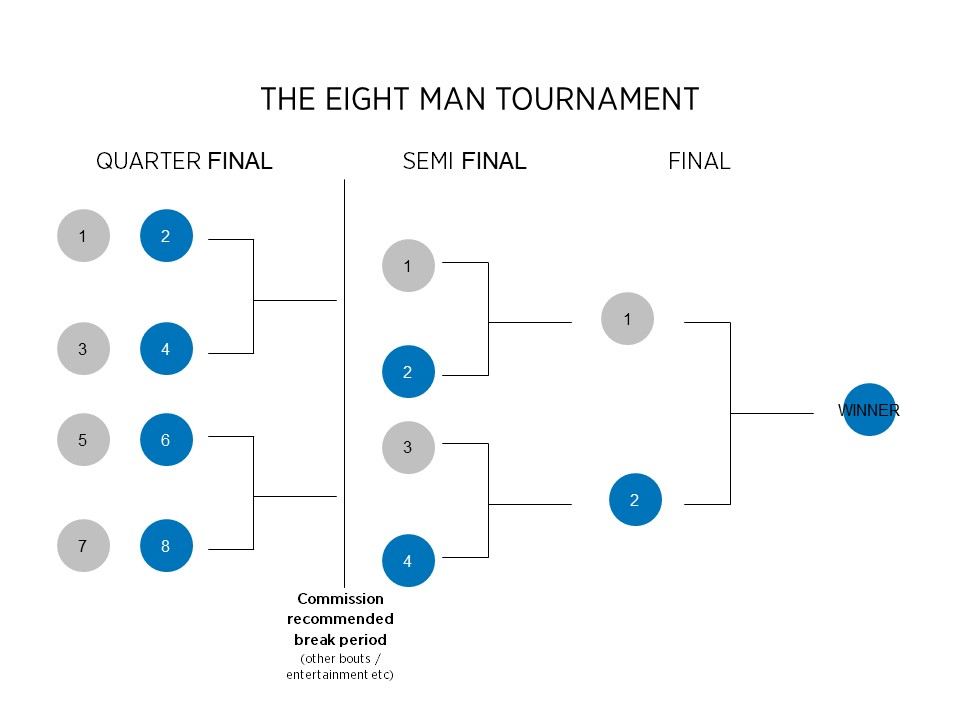 THE EIGHT MAN TOURNAMENT
QUARTER FINAL
SEMI FINAL
FINAL
1
2
3
4
5
6
7
8
1
2
3
4
1
2
WINNER
Commission
recommended
break period
(other bouts /
entertainment etc)